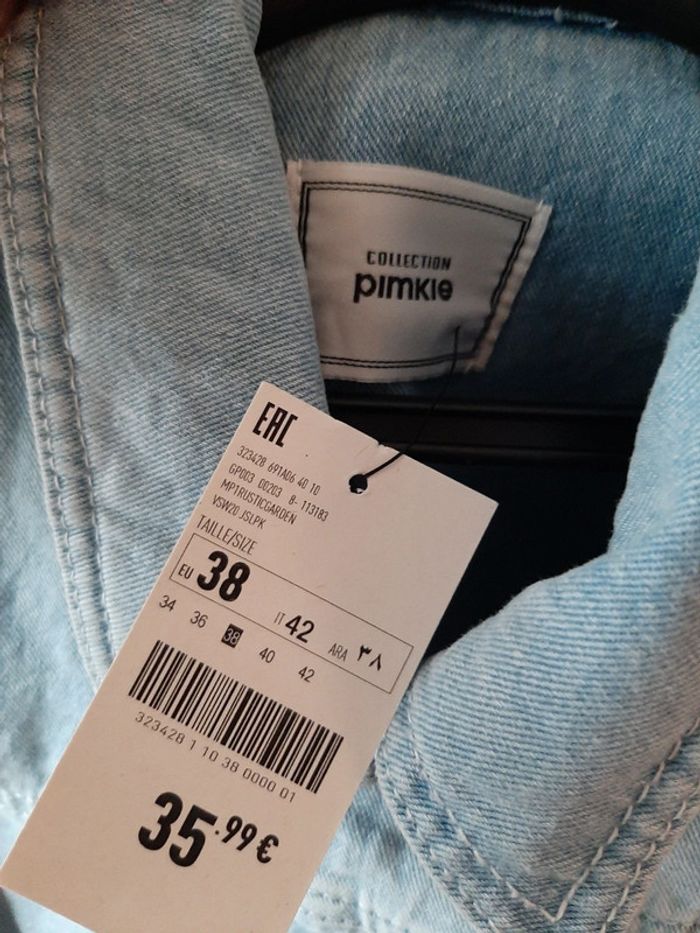 COLLECTION
pimkie
EAC
323428 691A06 40 10
GP003 00203 8- 113183
MP1RUSTICGARDEN
VSW20 JSLPK
TAILLE/SIZE
EU 38 IT 42 ARA ٣٨
34 36 38 40 42
323428 1 10 38 0000 01
35.99€